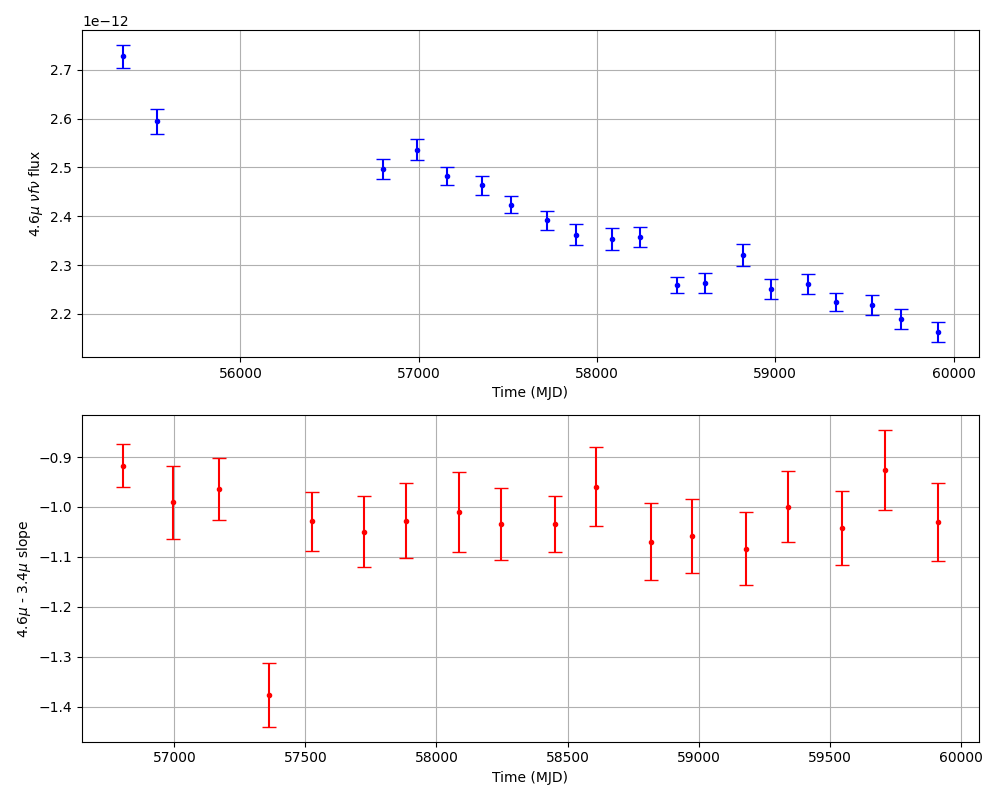 1e−12
2.7
2.6
2.5
2.4
2.3
2.2
4.6μ νfν flux
56000 57000 58000 59000 60000
Time (MJD)
−0.9
−1.0
−1.1
−1.2
−1.3
−1.4
4.6μ - 3.4μ slope
57000 57500 58000 58500 59000 59500 60000
Time (MJD)